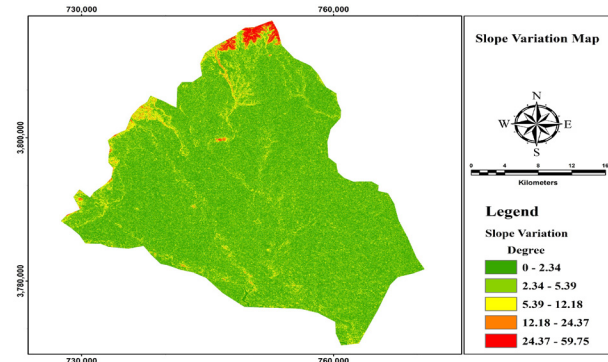 730,000 760,000
3,800,000
3,780,000
730,000 760,000
Slope Variation Map
N
W E
S
0 4 8 12 16
Kilometers
Legend
Slope Variation
Degree
0 - 2.34
2.34 - 5.39
5.39 - 12.18
12.18 - 24.37
24.37 - 59.75